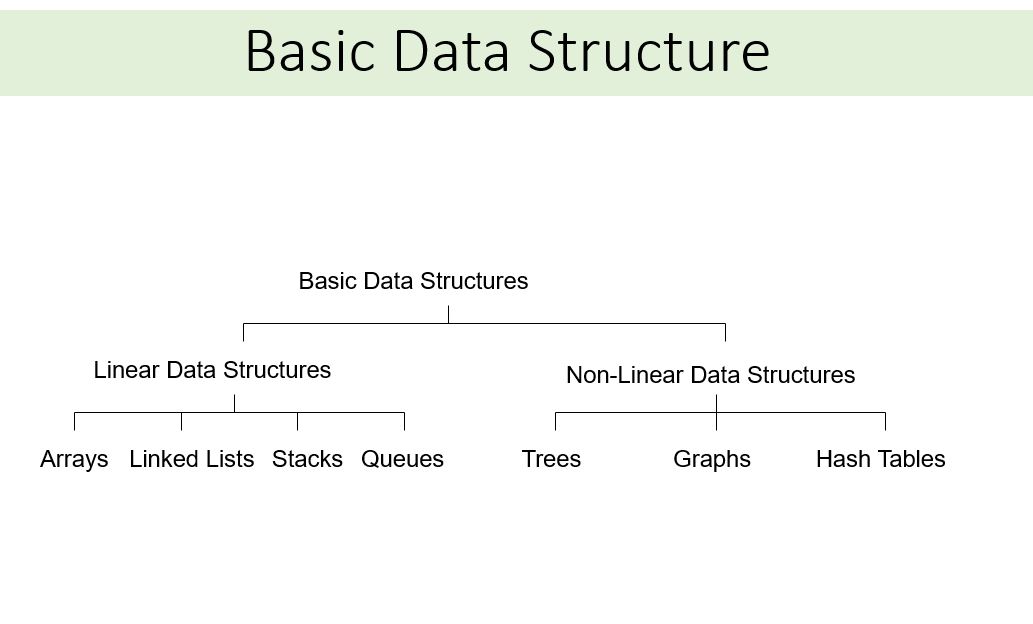 Basic Data Structure
Basic Data Structures
Linear Data Structures
Non-Linear Data Structures
Arrays Linked Lists Stacks Queues Trees Graphs Hash Tables